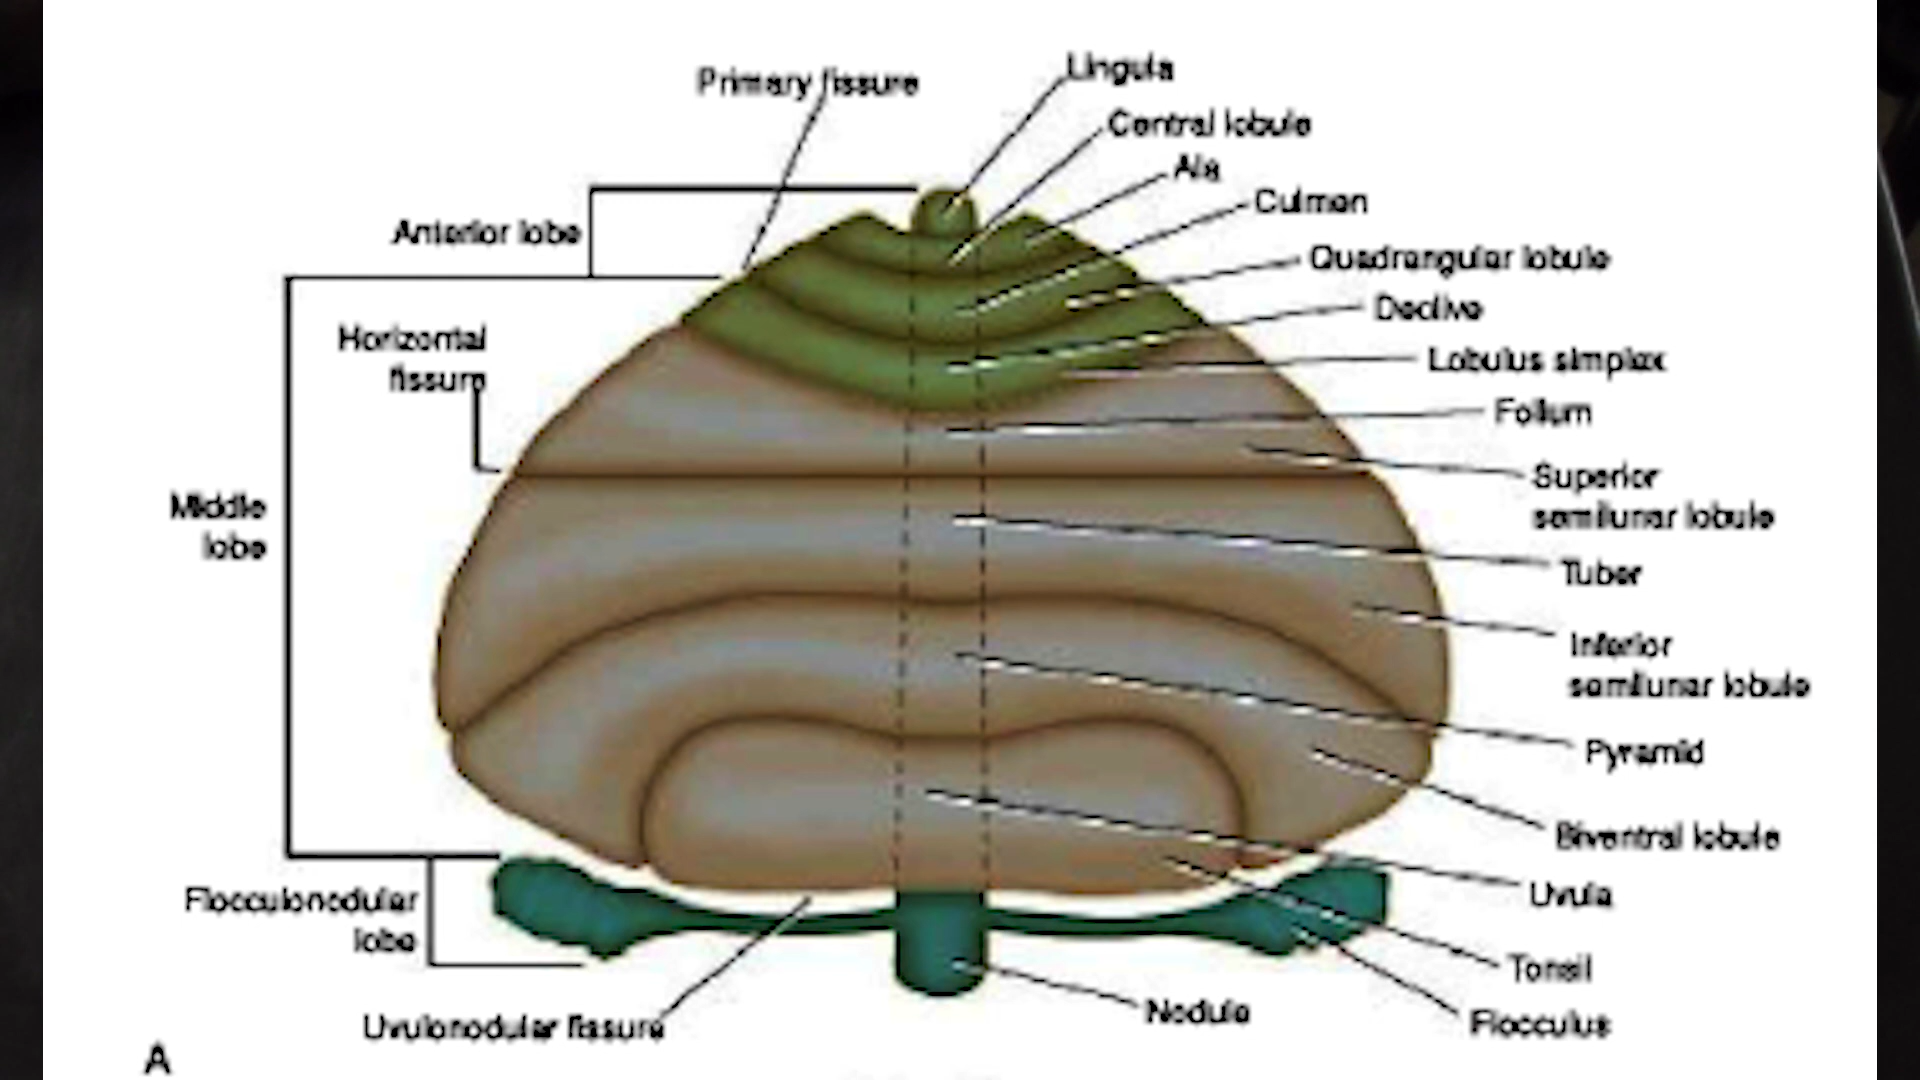 Lingula
Primary fissure
Central lobule
Ala
Culmen
Anterior lobe
Quadrangular lobule
Declive
Horizontal
fissure
Lobulus simplex
Folium
Superior
semilunar lobule
Middle
lobe
Tuber
Inferior
semilunar lobule
Pyramid
Biventral lobule
Uvula
Flocculonodular
lobe
Tonsil
Nodule
Flocculus
Uvulonodular fissure
A